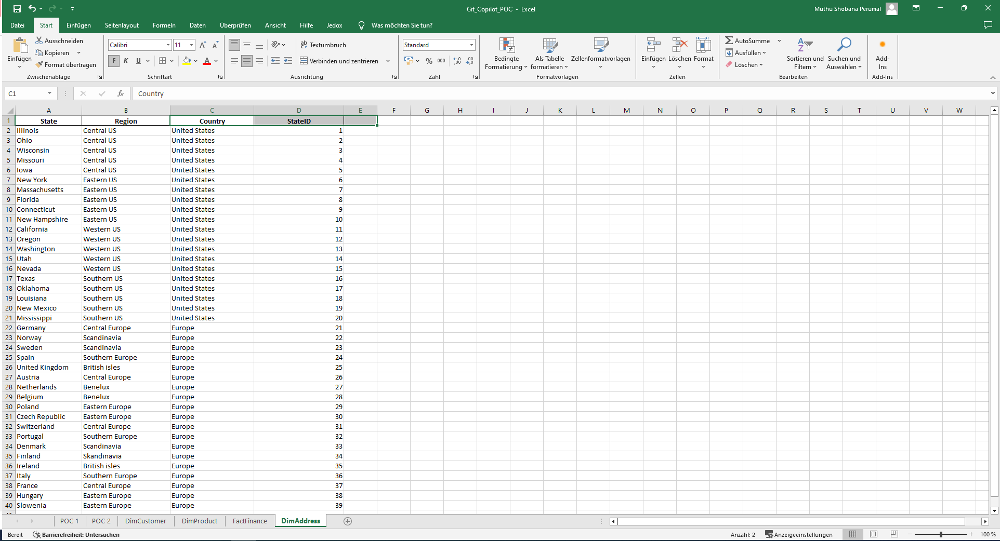 Git_Copilot_POC - Excel
Muthu Shobana Perumal
Datei Start Einfügen Seitenlayout Formeln Daten Überprüfen Ansicht Hilfe Jedox Was möchten Sie tun?
Einfügen
Ausschneiden
Kopieren
Format übertragen
Zwischenablage
Calibri 11
F K U
Schriftart
Textumbruch
Verbinden und zentrieren
Ausrichtung
Standard
% 000
Zahl
Bedingte Formatierung
Als Tabelle formatieren
Zellenformatvorlagen
Formatvorlagen
Einfügen Löschen Format
Zellen
AutoSumme
Ausfüllen
Löschen
Sortieren und Filtern
Suchen und Auswählen
Bearbeiten
Add-Ins
Add-Ins
C1 fx Country
A B C D E F G H I J K L M N O P Q R S T U V W
1 State Region Country StateID
2 Illinois Central US United States 1
3 Ohio Central US United States 2
4 Wisconsin Central US United States 3
5 Missouri Central US United States 4
6 Iowa Central US United States 5
7 New York Eastern US United States 6
8 Massachusetts Eastern US United States 7
9 Florida Eastern US United States 8
10 Connecticut Eastern US United States 9
11 New Hampshire Eastern US United States 10
12 California Western US United States 11
13 Oregon Western US United States 12
14 Washington Western US United States 13
15 Utah Western US United States 14
16 Nevada Western US United States 15
17 Texas Southern US United States 16
18 Oklahoma Southern US United States 17
19 Louisiana Southern US United States 18
20 New Mexico Southern US United States 19
21 Mississippi Southern US United States 20
22 Germany Central Europe Europe 21
23 Norway Scandinavia Europe 22
24 Sweden Scandinavia Europe 23
25 Spain Southern Europe Europe 24
26 United Kingdom British isles Europe 25
27 Austria Central Europe Europe 26
28 Netherlands Benelux Europe 27
29 Belgium Benelux Europe 28
30 Poland Eastern Europe Europe 29
31 Czech Republic Eastern Europe Europe 30
32 Switzerland Central Europe Europe 31
33 Portugal Southern Europe Europe 32
34 Denmark Scandinavia Europe 33
35 Finland Skandinavia Europe 34
36 Ireland British isles Europe 35
37 Italy Southern Europe Europe 36
38 France Central Europe Europe 37
39 Hungary Eastern Europe Europe 38
40 Slowenia Eastern Europe Europe 39
POC 1 POC 2 DimCustomer DimProduct FactFinance DimAddress
Bereit Barrierefreiheit: Untersuchen Anzahl: 2 Anzeigeeinstellungen 100 %